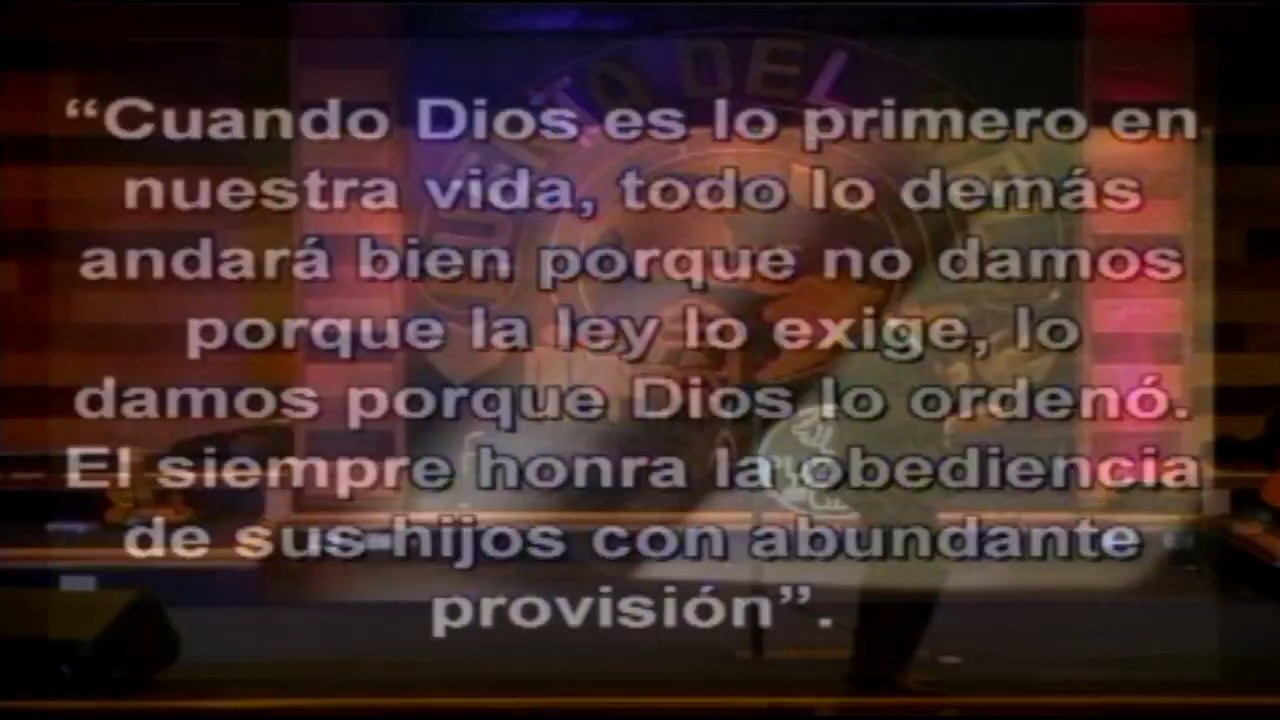 “Cuando Dios es lo primero en
nuestra vida, todo lo demás
andará bien porque no damos
porque la ley lo exige, lo
damos porque Dios lo ordenó.
El siempre honra la obediencia
de sus hijos con abundante
provisión”.
DEL